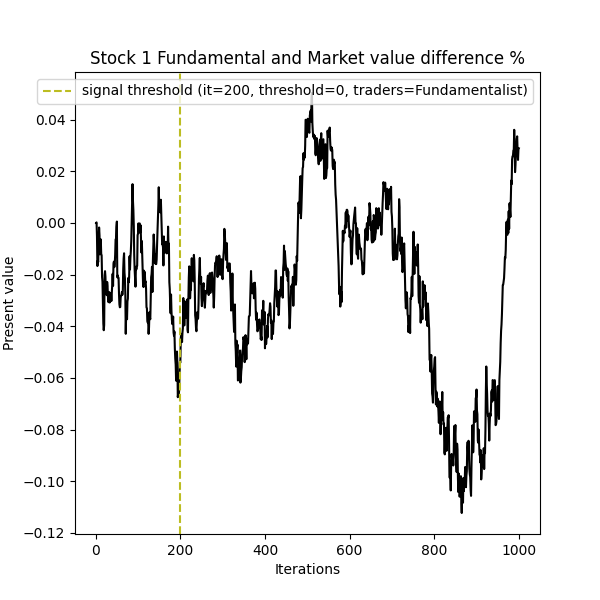 Stock 1 Fundamental and Market value difference %
signal threshold (it=200, threshold=0, traders=Fundamentalist)
0.04
0.02
0.00
−0.02
−0.04
−0.06
−0.08
−0.10
−0.12
Present value
0 200 400 600 800 1000
Iterations